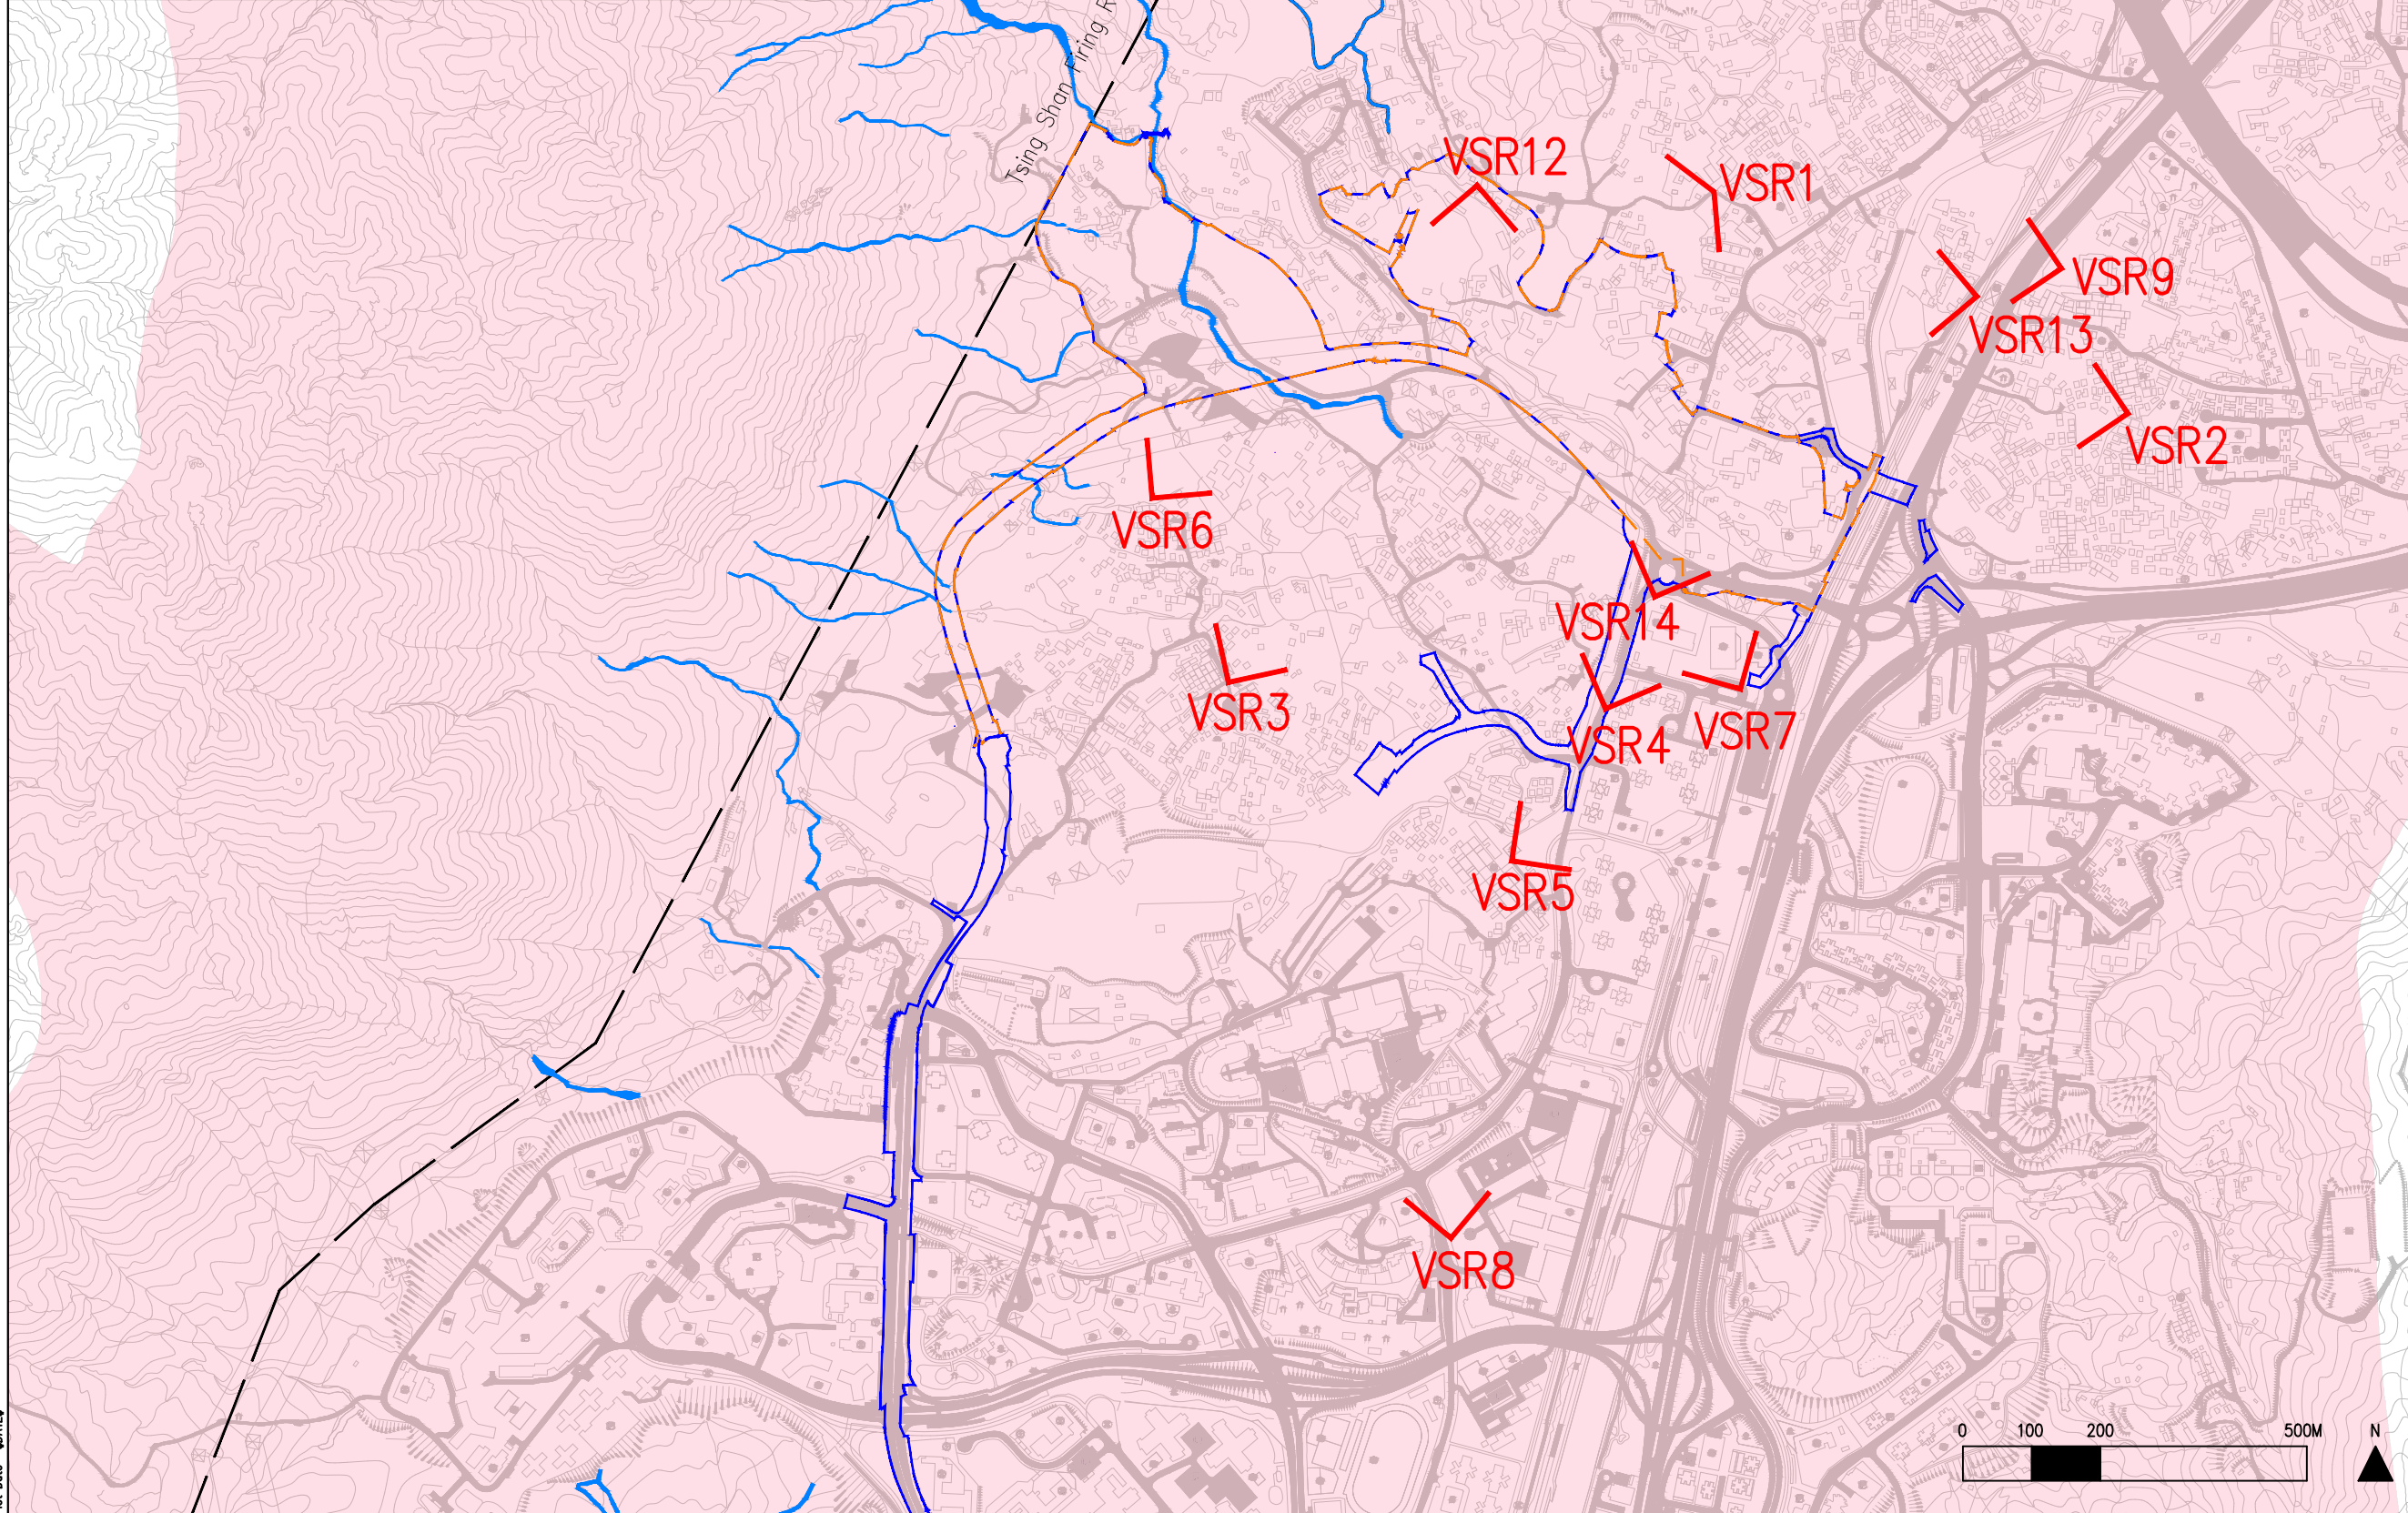 Tsing Shan Firing R
VSR12
VSR1
VSR9
VSR13
VSR2
VSR6
VSR14
VSR3
VSR7
VSR4
VSR5
VSR8
0 100 200 500M N